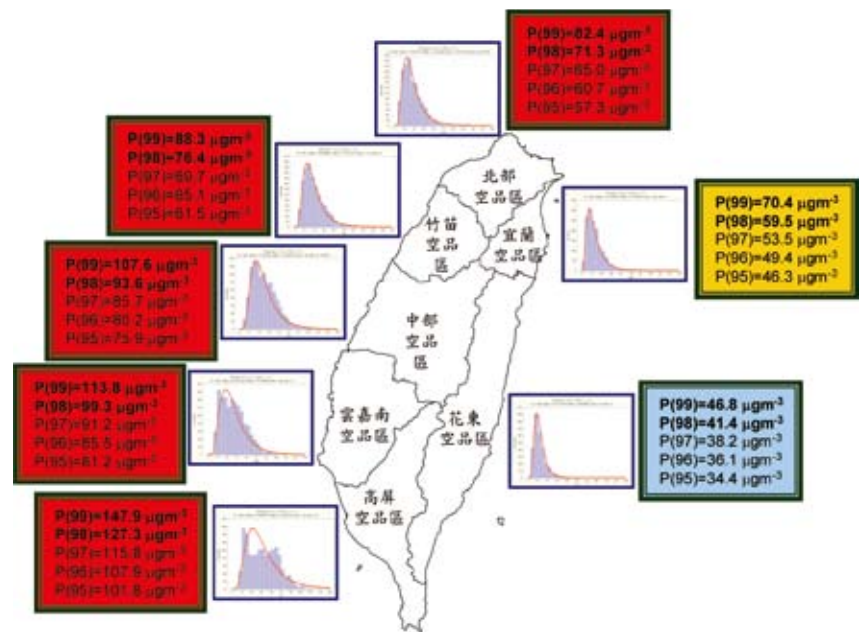 P(99)=82.4 μgm⁻³
P(98)=71.3 μgm⁻³
P(97)=65.0 μgm⁻³
P(96)=60.7 μgm⁻³
P(95)=57.3 μgm⁻³
P(99)=88.3 μgm⁻³
P(98)=76.4 μgm⁻³
P(97)=69.7 μgm⁻³
P(96)=65.1 μgm⁻³
P(95)=61.5 μgm⁻³
北部
空品區
竹苗
空品
區
宜蘭
空品區
P(99)=70.4 μgm⁻³
P(98)=59.5 μgm⁻³
P(97)=53.5 μgm⁻³
P(96)=49.4 μgm⁻³
P(95)=46.3 μgm⁻³
P(99)=107.6 μgm⁻³
P(98)=93.6 μgm⁻³
P(97)=85.7 μgm⁻³
P(96)=80.2 μgm⁻³
P(95)=75.9 μgm⁻³
中部
空品
區
P(99)=113.8 μgm⁻³
P(98)=99.3 μgm⁻³
P(97)=91.2 μgm⁻³
P(96)=85.5 μgm⁻³
P(95)=81.2 μgm⁻³
雲嘉南
空品區
花東
空品區
P(99)=46.8 μgm⁻³
P(98)=41.4 μgm⁻³
P(97)=38.2 μgm⁻³
P(96)=36.1 μgm⁻³
P(95)=34.4 μgm⁻³
高屏
空品區
P(99)=147.9 μgm⁻³
P(98)=127.3 μgm⁻³
P(97)=115.8 μgm⁻³
P(96)=107.9 μgm⁻³
P(95)=101.8 μgm⁻³